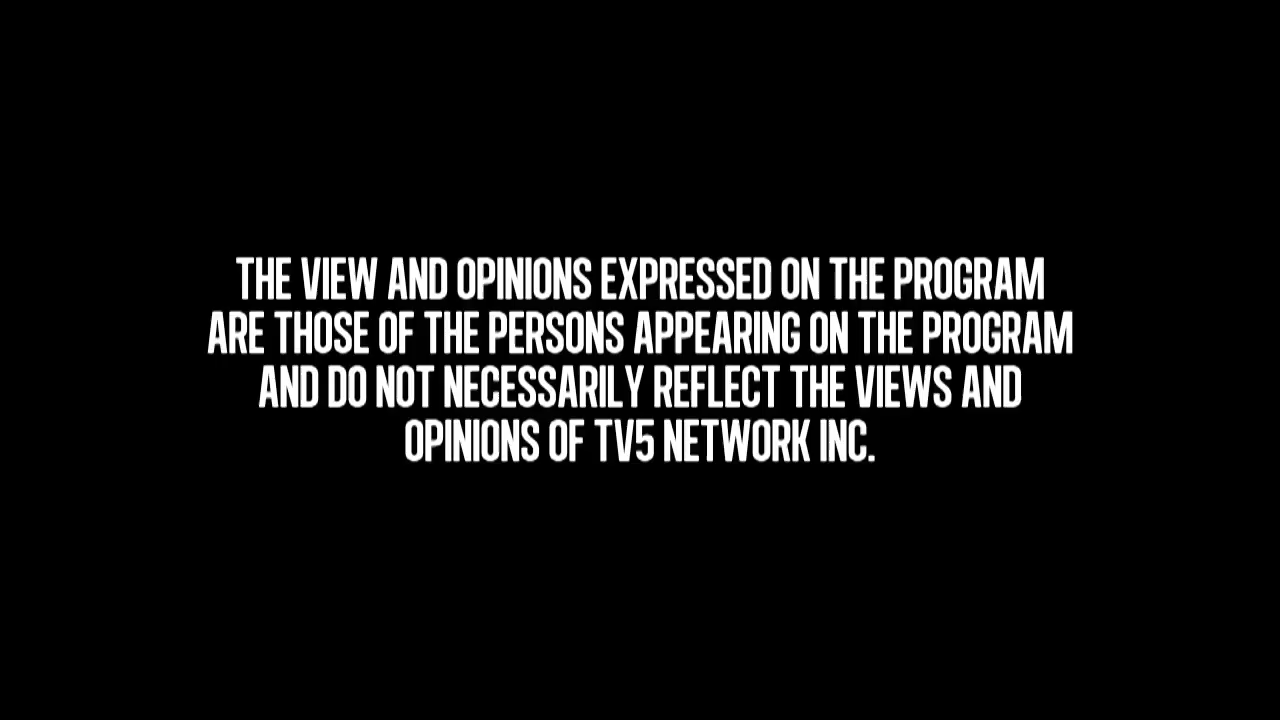 THE VIEW AND OPINIONS EXPRESSED ON THE PROGRAM
ARE THOSE OF THE PERSONS APPEARING ON THE PROGRAM
AND DO NOT NECESSARILY REFLECT THE VIEWS AND
OPINIONS OF TV5 NETWORK INC.